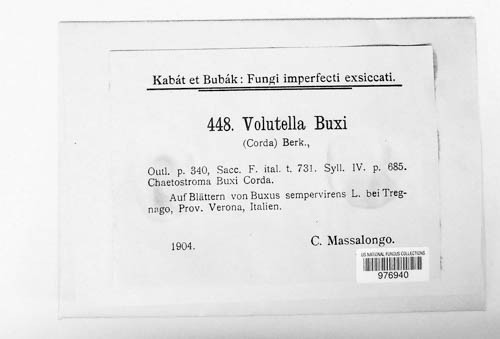 Kabát et Bubák: Fungi imperfecti exsiccati.
448. Volutella Buxi
(Corda) Berk.,
Outl. p. 340, Sacc. F. ital. t. 731. Syll. IV. p. 685.
Chaetostroma Buxi Corda.
Auf Blättern von Buxus sempervirens L. bei Treg-
nago, Prov. Verona, Italien.
1904.
C. Massalongo.
US NATIONAL FUNGUS COLLECTIONS
976940